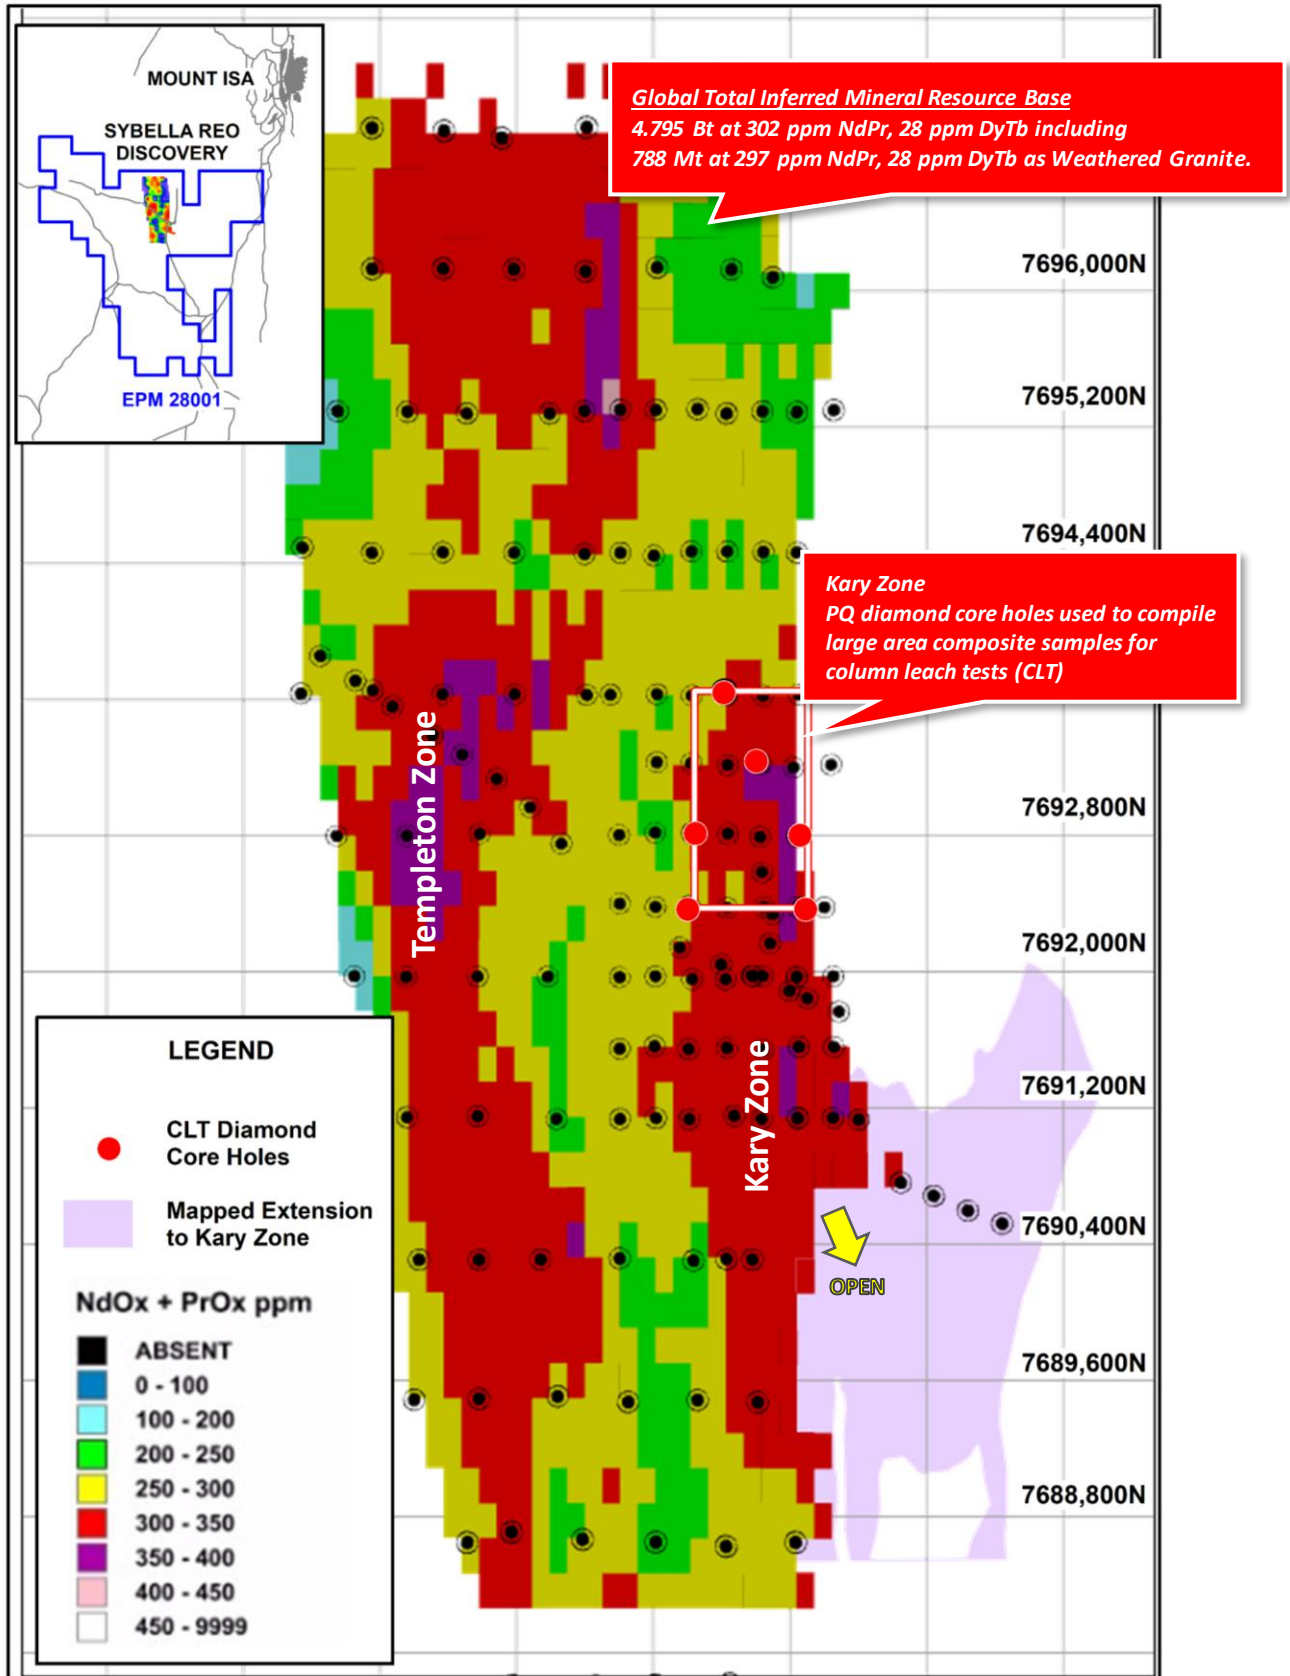 MOUNT ISA
SYBELLA REO
DISCOVERY
EPM 28001
Global Total Inferred Mineral Resource Base
4.795 Bt at 302 ppm NdPr, 28 ppm DyTb including
788 Mt at 297 ppm NdPr, 28 ppm DyTb as Weathered Granite.
7696,000N
7695,200N
7694,400N
Kary Zone
PQ diamond core holes used to compile
large area composite samples for
column leach tests (CLT)
Templeton Zone
7692,800N
7692,000N
Kary Zone
7691,200N
7690,400N
OPEN
7689,600N
7688,800N
LEGEND
CLT Diamond
Core Holes
Mapped Extension
to Kary Zone
NdOx + PrOx ppm
ABSENT
0 - 100
100 - 200
200 - 250
250 - 300
300 - 350
350 - 400
400 - 450
450 - 9999